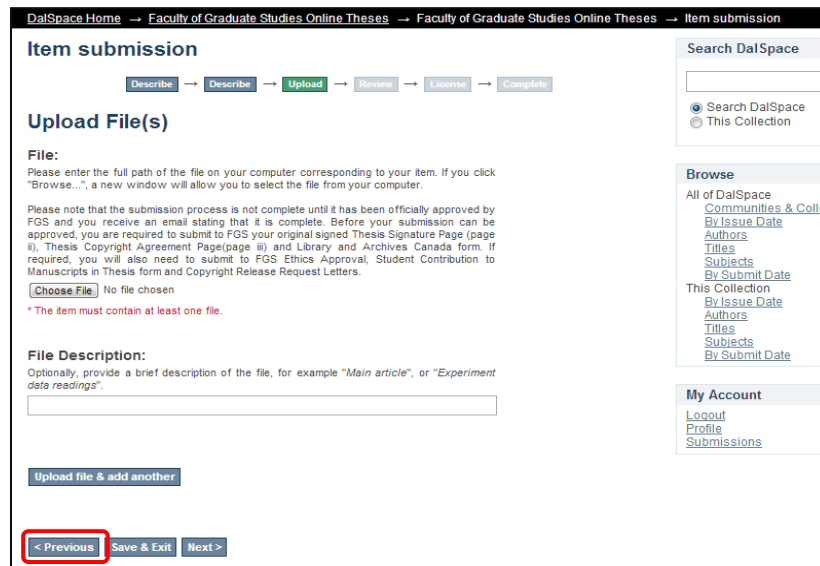 DalSpace Home → Faculty of Graduate Studies Online Theses → Faculty of Graduate Studies Online Theses → Item submission
Item submission
Describe → Describe → Upload → Review → License → Complete
Upload File(s)
File:
Please enter the full path of the file on your computer corresponding to your item. If you click
"Browse...", a new window will allow you to select the file from your computer.
Please note that the submission process is not complete until it has been officially approved by
FGS and you receive an email stating that it is complete. Before your submission can be
approved, you are required to submit to FGS your original signed Thesis Signature Page (page
ii), Thesis Copyright Agreement Page(page iii) and Library and Archives Canada form. If
required, you will also need to submit to FGS Ethics Approval, Student Contribution to
Manuscripts in Thesis form and Copyright Release Request Letters.
Choose File No file chosen
* The item must contain at least one file.
File Description:
Optionally, provide a brief description of the file, for example "Main article", or "Experiment
data readings".
Upload file & add another
< Previous Save & Exit Next >
Search DalSpace
Search DalSpace
This Collection
Browse
All of DalSpace
Communities & Colle
By Issue Date
Authors
Titles
Subjects
By Submit Date
This Collection
By Issue Date
Authors
Titles
Subjects
By Submit Date
My Account
Logout
Profile
Submissions